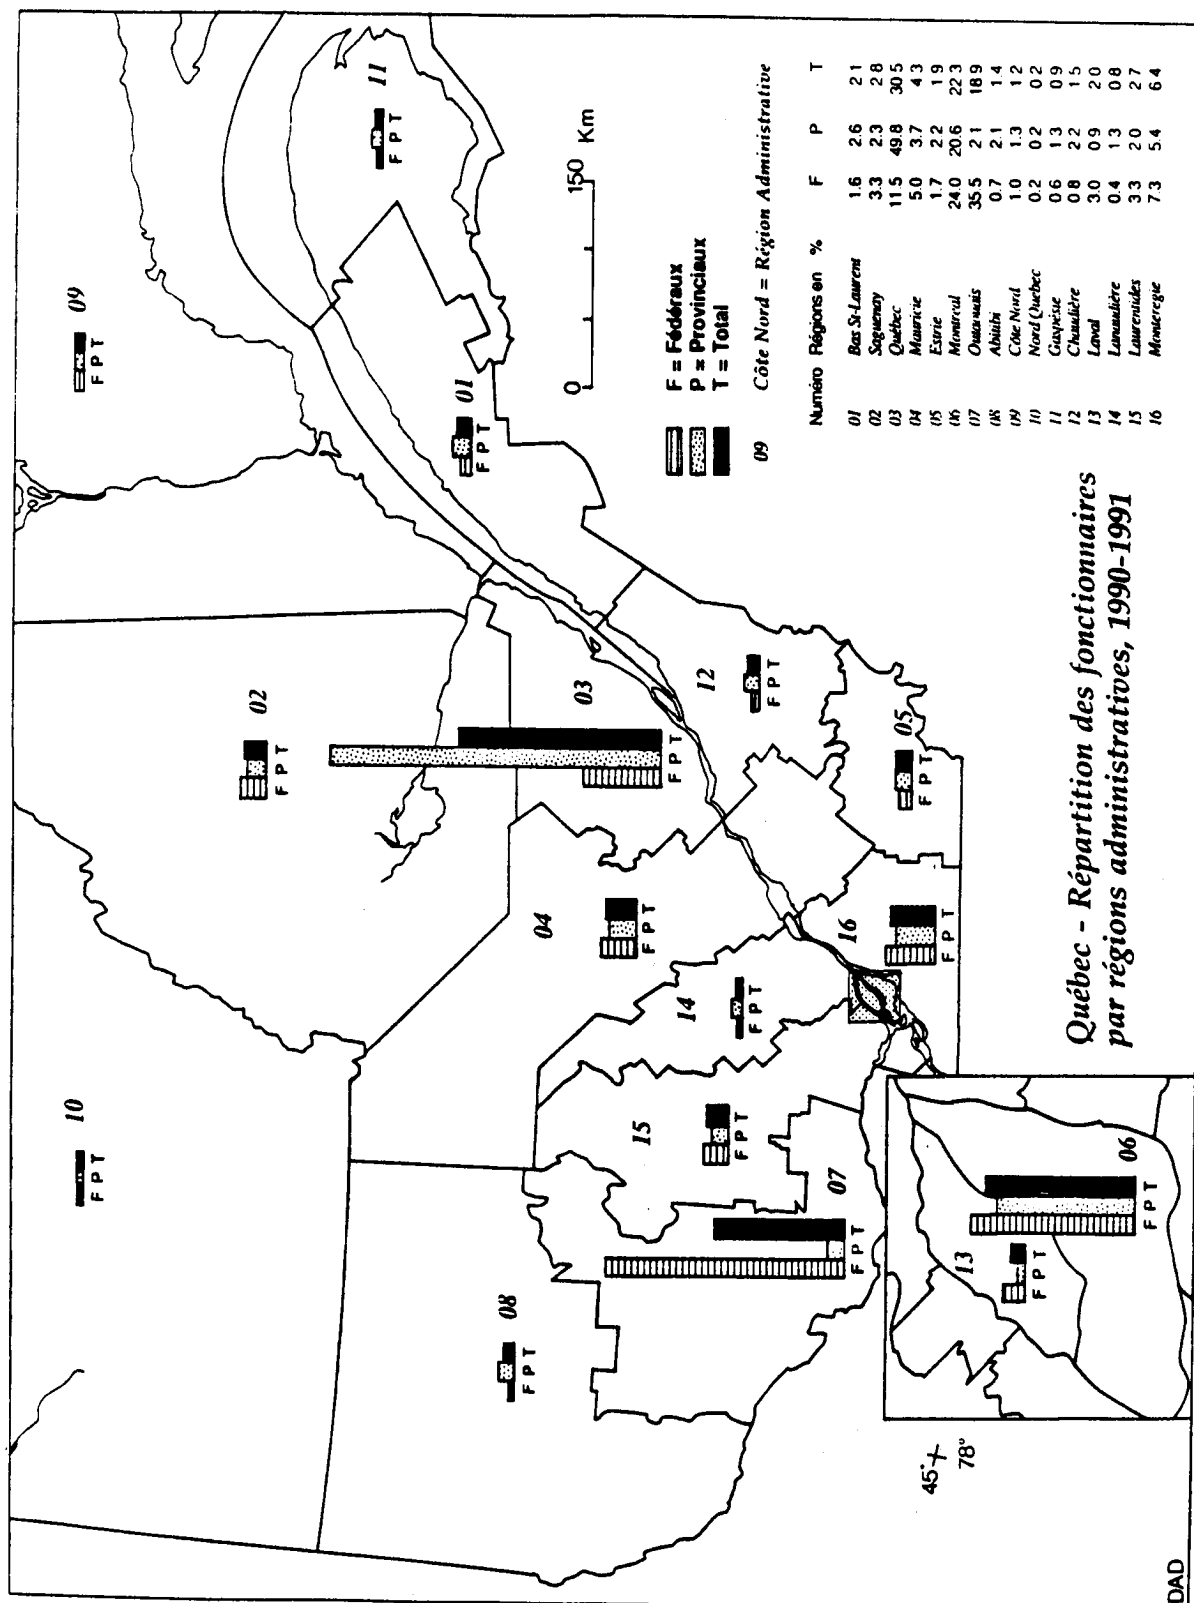 09
F P T
11
F P T
10
F P T
02
F P T
01
F P T
03
F P T
08
F P T
04
F P T
12
F P T
15
F P T
14
F P T
07
F P T
16
F P T
05
F P T
13
F P T
06
F P T
45°
78°
0 150 Km
F = Fédéraux
P = Provinciaux
T = Total
09 Côte Nord = Région Administrative
Numéro Régions en % F P T
01 Bas St-Laurent 1.6 2.6 2 1
02 Saguenay 3.3 2.3 2 8
03 Québec 11.5 49.8 30 5
04 Mauricie 5.0 3.7 4 3
05 Estrie 1.7 2 2 1 9
06 Montreal 24.0 20.6 22 3
07 Outaouais 35.5 2 1 18 9
08 Abitibi 0.7 2.1 1.4
09 Côte Nord 1.0 1.3 1 2
10 Nord Quebec 0.2 0 2 0 2
11 Gaspésie 0 6 1 3 0 9
12 Chaudière 0 8 2 2 1 5
13 Laval 3.0 0 9 2 0
14 Lanaudière 0.4 1 3 0 8
15 Laurentides 3 3 2 0 2 7
16 Monteregie 7.3 5.4 6 4
Québec - Répartition des fonctionnaires
par régions administratives, 1990-1991
DAD